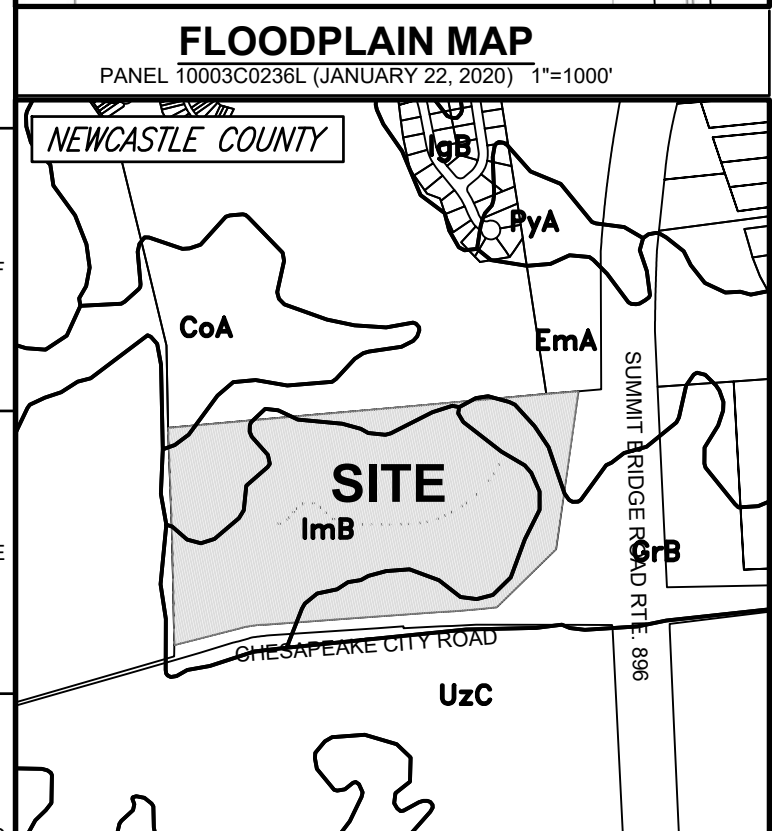 FLOODPLAIN MAP
PANEL 10003C0236L (JANUARY 22, 2020) 1"=1000'
NEWCASTLE COUNTY
IgB
PyA
CoA
EmA
SUMMIT BRIDGE ROAD RTE. 896
SITE
ImB
GrB
CHESAPEAKE CITY ROAD
UzC